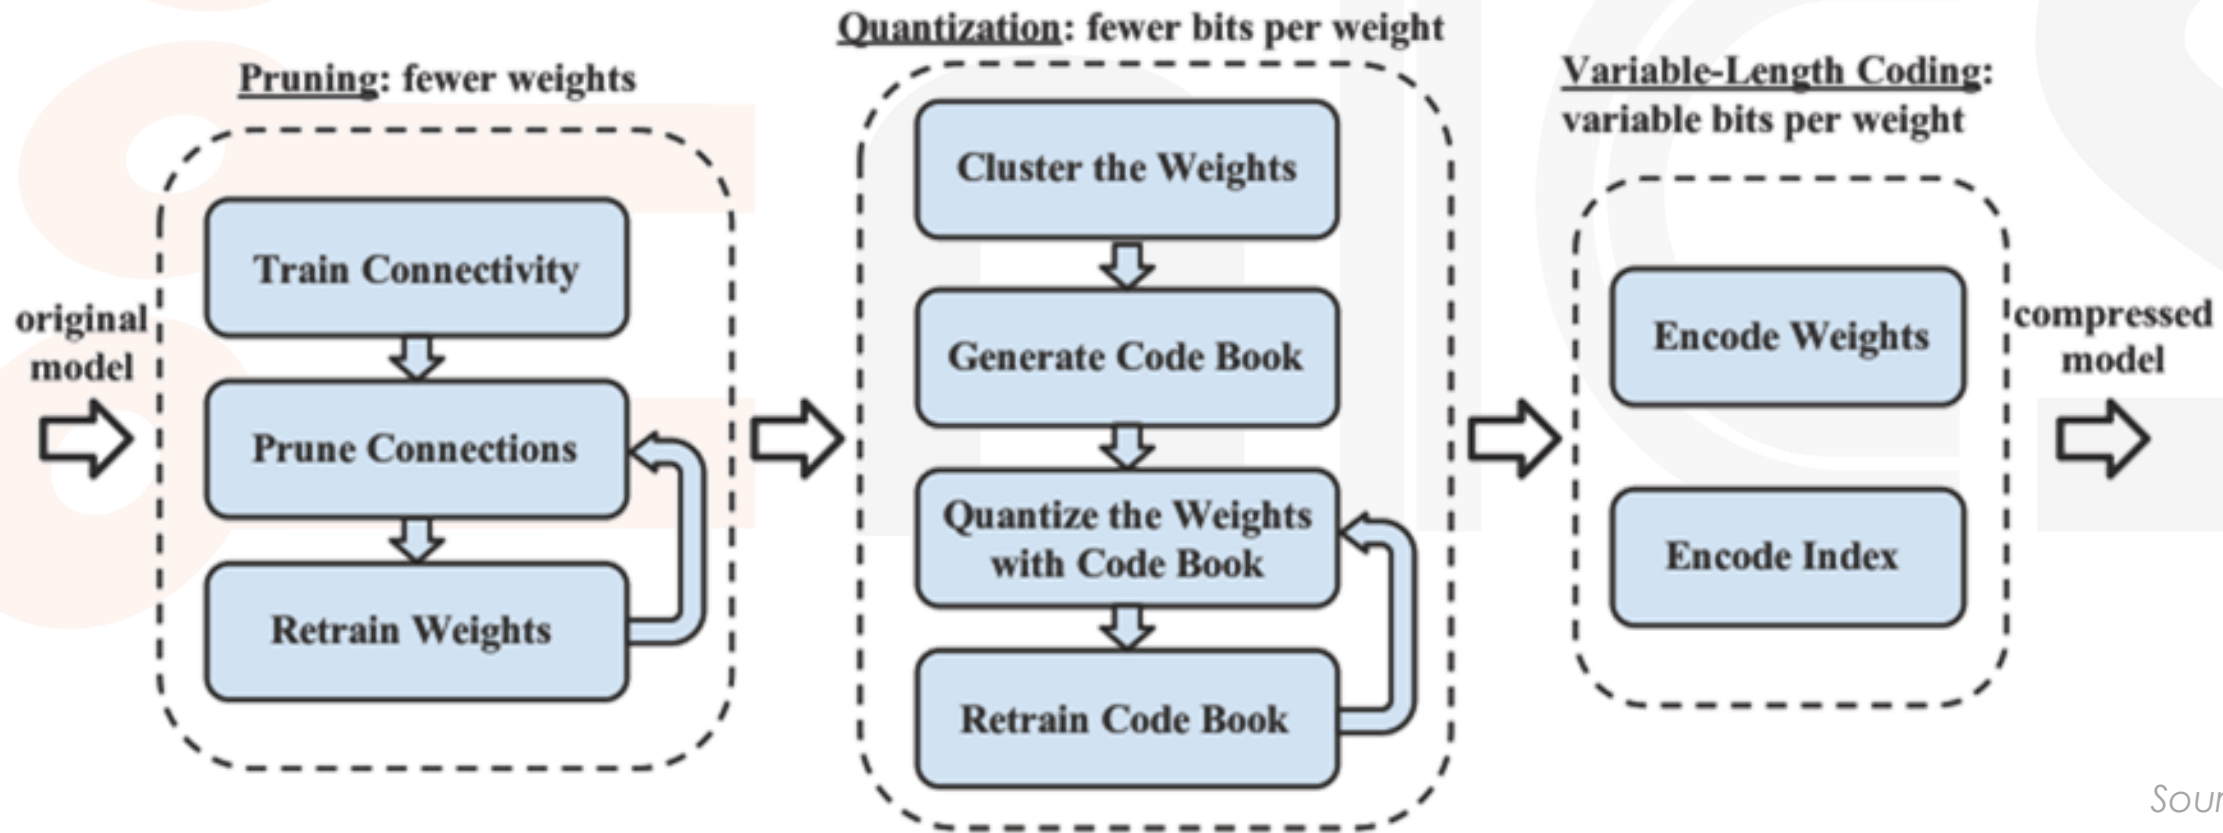 Pruning: fewer weights
original
model
Train Connectivity
Prune Connections
Retrain Weights
Quantization: fewer bits per weight
Cluster the Weights
Generate Code Book
Quantize the Weights
with Code Book
Retrain Code Book
Variable-Length Coding:
variable bits per weight
Encode Weights
Encode Index
compressed
model